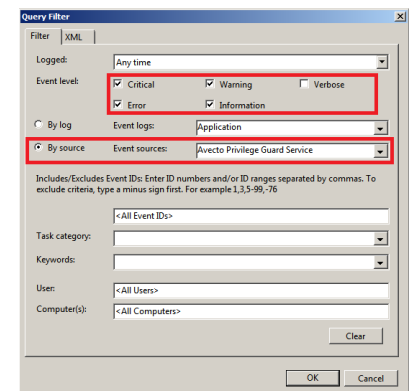 Query Filter
Filter XML
Logged: Any time
Event level: Critical Warning Verbose
Error Information
By log Event logs: Application
By source Event sources: Avecto Privilege Guard Service
Includes/Excludes Event IDs: Enter ID numbers and/or ID ranges separated by commas. To
exclude criteria, type a minus sign first. For example 1,3,5-99,-76
<All Event IDs>
Task category:
Keywords:
User: <All Users>
Computer(s): <All Computers>
Clear
OK Cancel